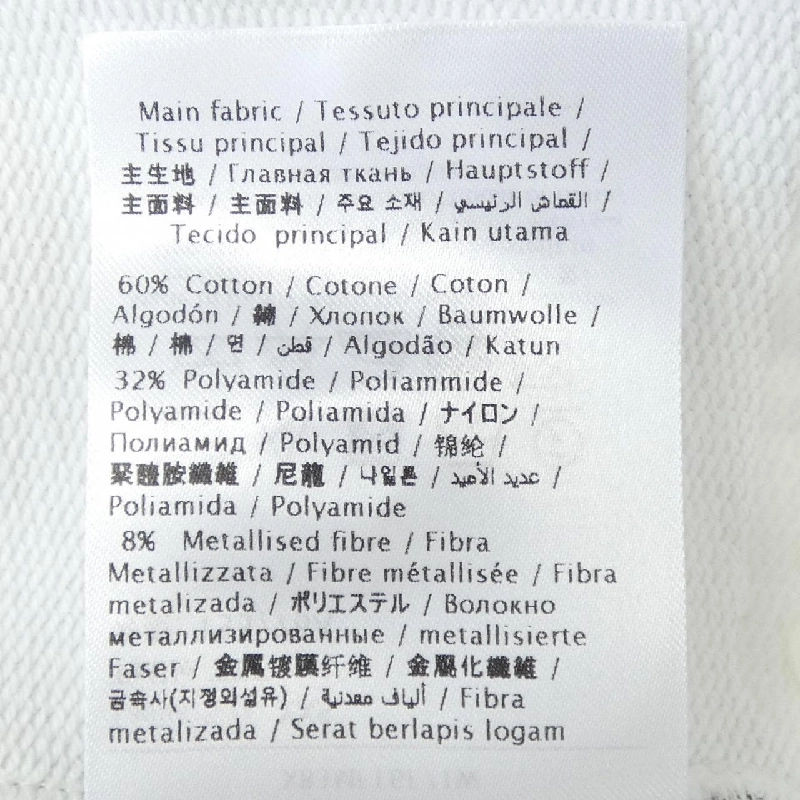 Main fabric / Tessuto principale /
Tissu principal / Tejido principal /
主生地 / Главная ткань / Hauptstoff /
主面料 / 主面料 / 주요 소재 / القماش الرئيسي /
Tecido principal / Kain utama
60% Cotton / Cotone / Coton /
Algodón / 綿 / Хлопок / Baumwolle /
棉 / 棉 / 면 / قطن / Algodão / Katun
32% Polyamide / Poliammide /
Polyamide / Poliamida / ナイロン /
Полиамид / Polyamid / 锦纶 /
聚醯胺纖維 / 尼龍 / 나일론 / عديد الأميد /
Poliamida / Polyamide
8% Metallised fibre / Fibra
Metallizzata / Fibre métallisée / Fibra
metalizada / ポリエステル / Волокно
металлизированные / metallisierte
Faser / 金属镀膜纤维 / 金屬化纖維 /
금속사(지정외섬유) / ألياف معدنية / Fibra
metalizada / Serat berlapis logam